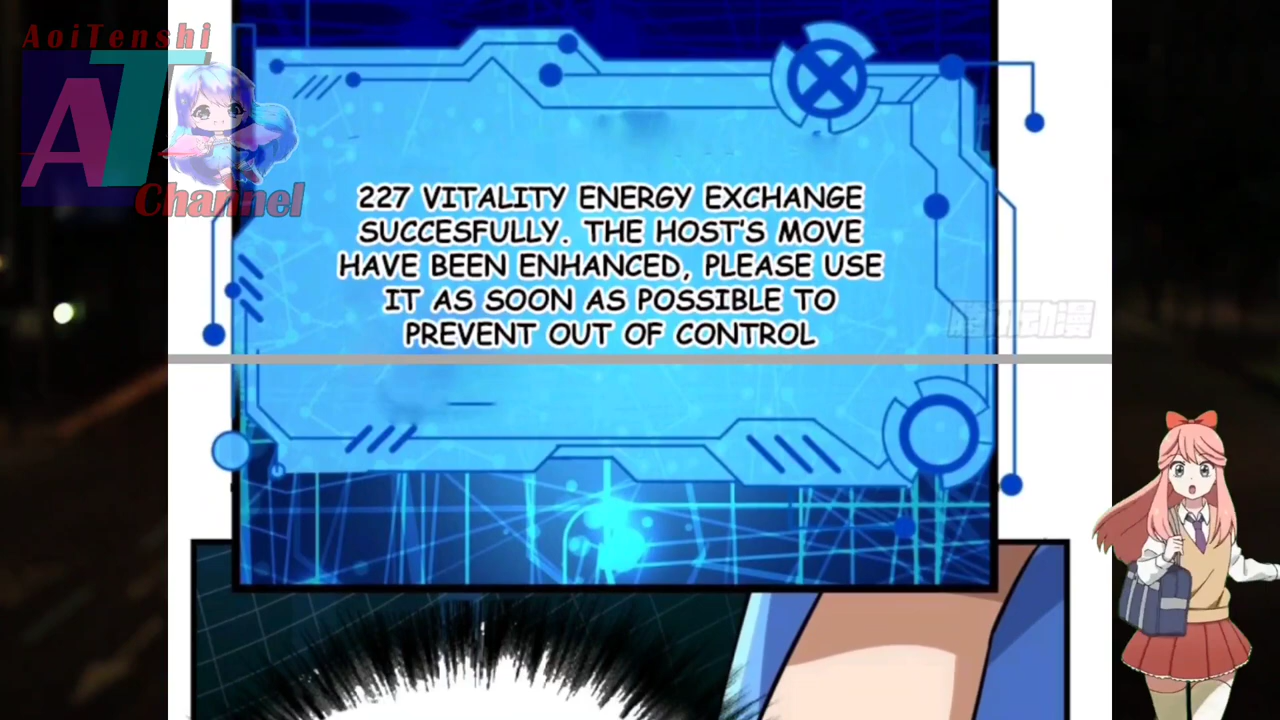 AoiTenshi
AT
Channel
227 VITALITY ENERGY EXCHANGE
SUCCESFULLY. THE HOST'S MOVE
HAVE BEEN ENHANCED, PLEASE USE
IT AS SOON AS POSSIBLE TO
PREVENT OUT OF CONTROL